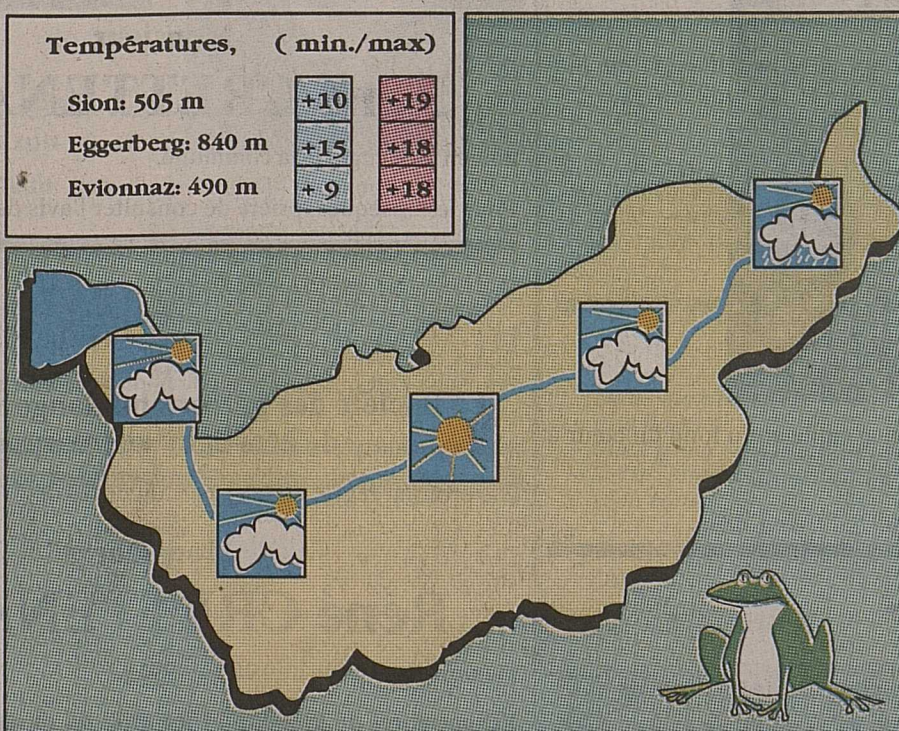 Températures, ( min./max)
Sion: 505 m +10 +19
Eggerberg: 840 m +15 +18
Evionnaz: 490 m + 9 +18